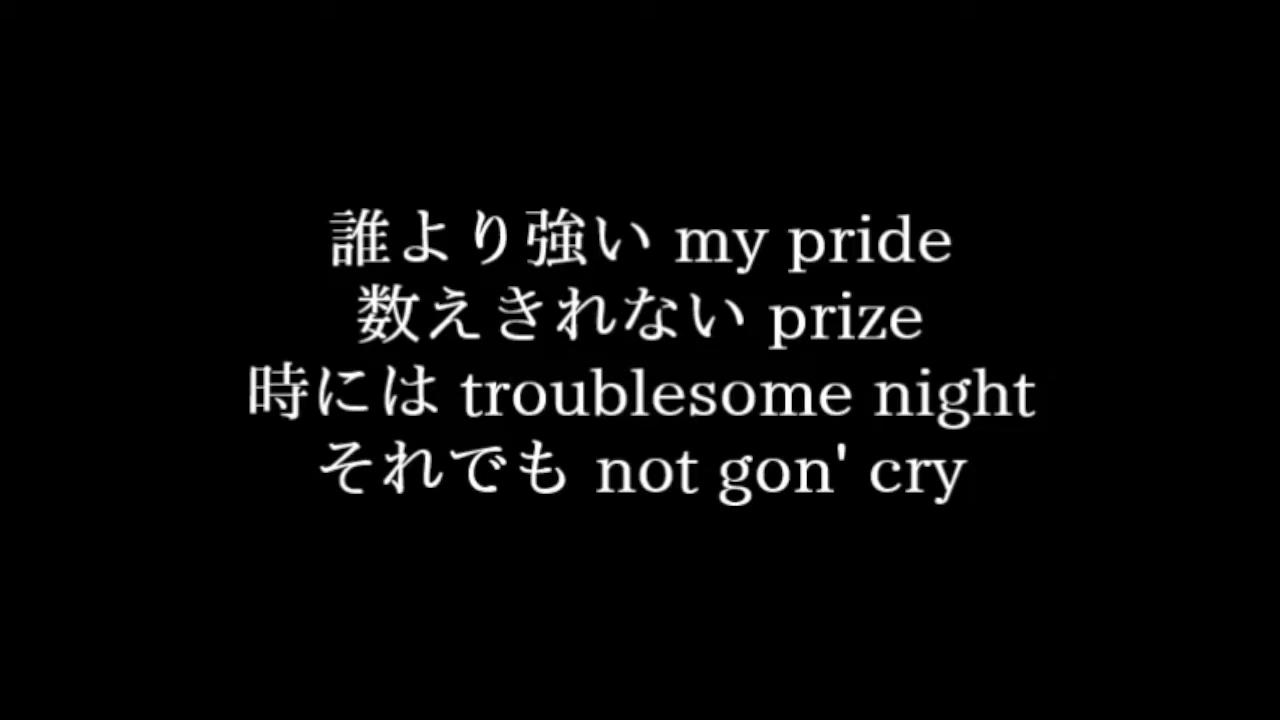 誰より強い my pride
数えきれない prize
時には troublesome night
それでも not gon' cry